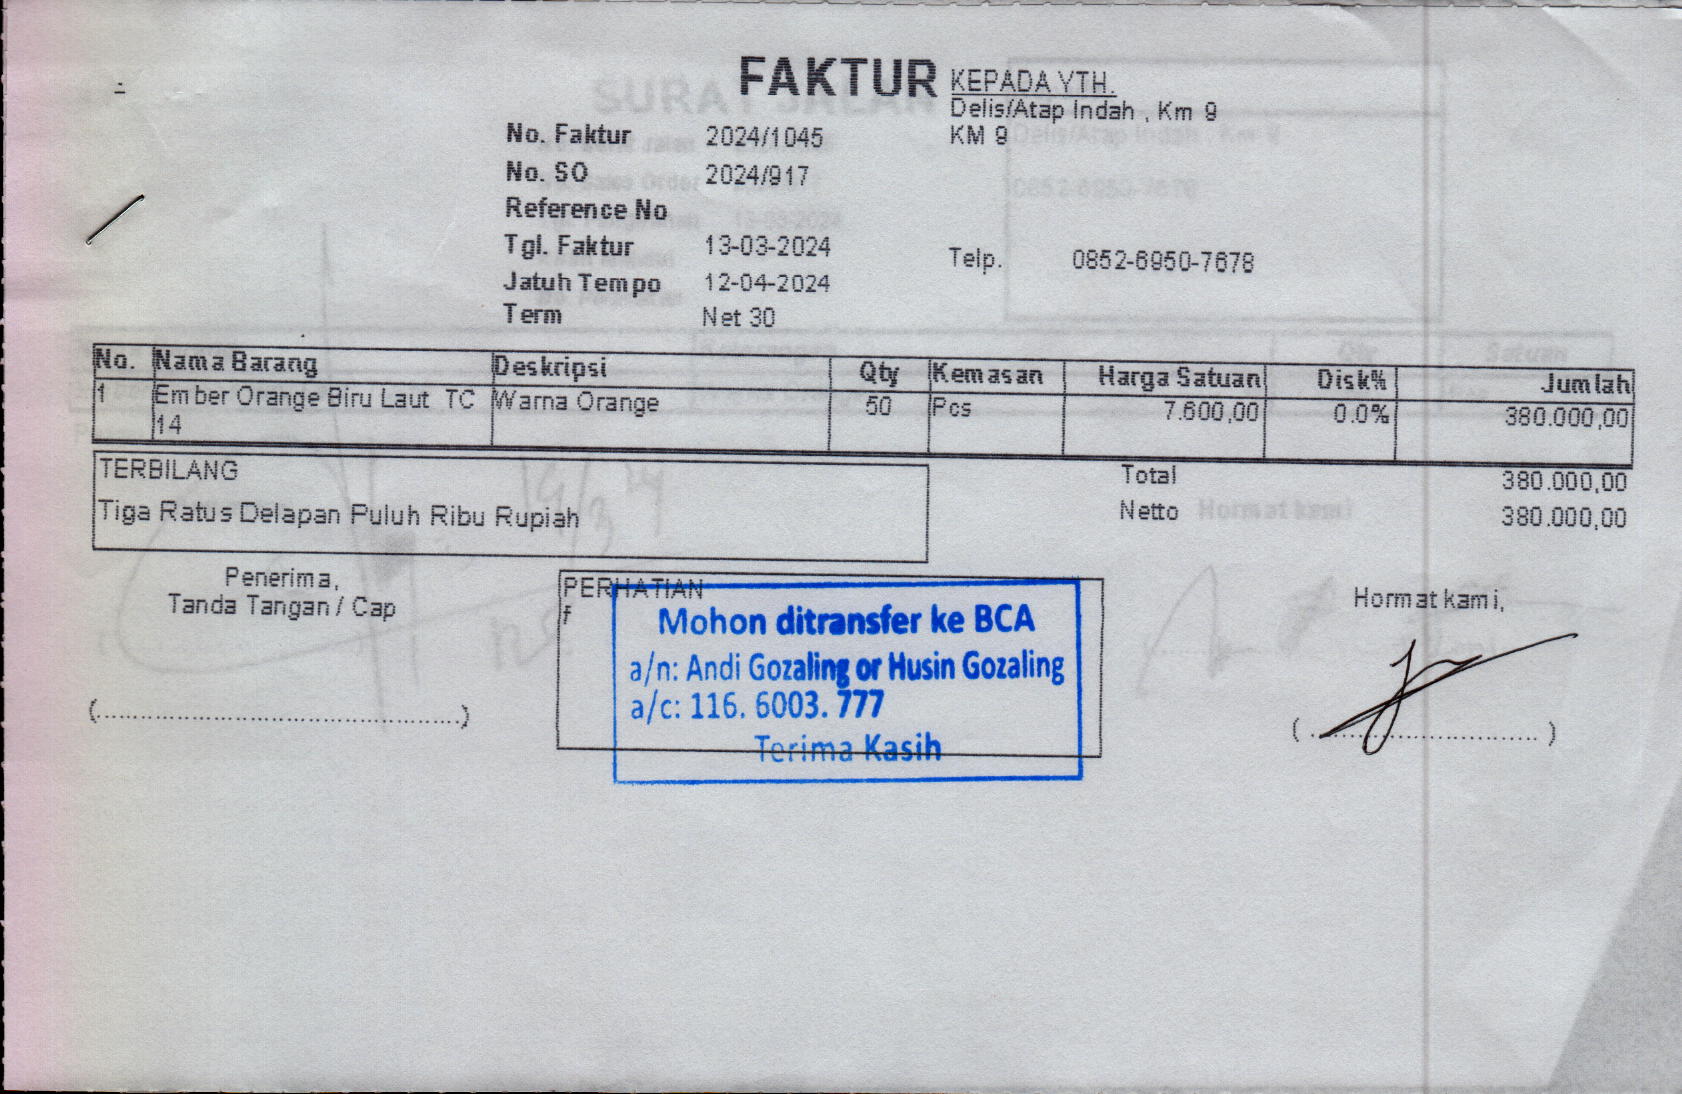 FAKTUR
KEPADA YTH.
Delis/Atap Indah , Km 9
KM 9
No. Faktur 2024/1045
No. SO 2024/917
Reference No
Tgl. Faktur 13-03-2024
Jatuh Tempo 12-04-2024
Term Net 30
Telp. 0852-6950-7678
No. Nama Barang Deskripsi Qty Kemasan Harga Satuan Disk% Jumlah
1 Ember Orange Biru Laut TC Warna Orange 50 Pcs 7.600,00 0.0% 380.000,00
14
TERBILANG
Tiga Ratus Delapan Puluh Ribu Rupiah
Total 380.000,00
Netto 380.000,00
Penerima,
Tanda Tangan / Cap
PERHATIAN
f
Mohon ditransfer ke BCA
a/n: Andi Gozaling or Husin Gozaling
a/c: 116. 6003. 777
Terima Kasih
Hormat kami,
(..............................................)
(................................)